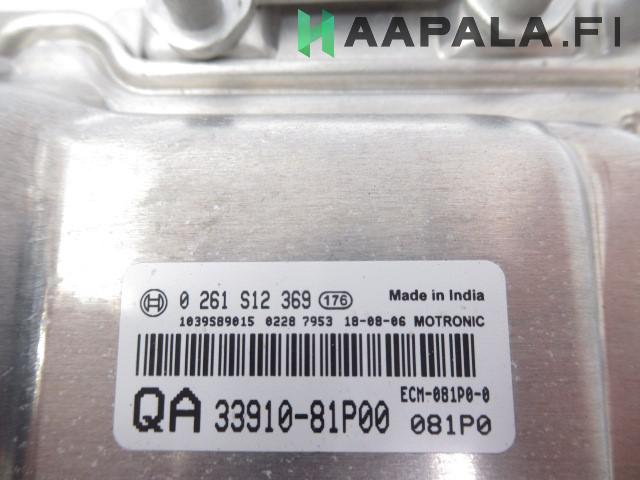 HAAPALA.FI
0 261 S12 369 176 Made in India
1039S89015 0228 7953 18-08-06 MOTRONIC
ECM-081P0-0
QA 33910-81P00 081P0